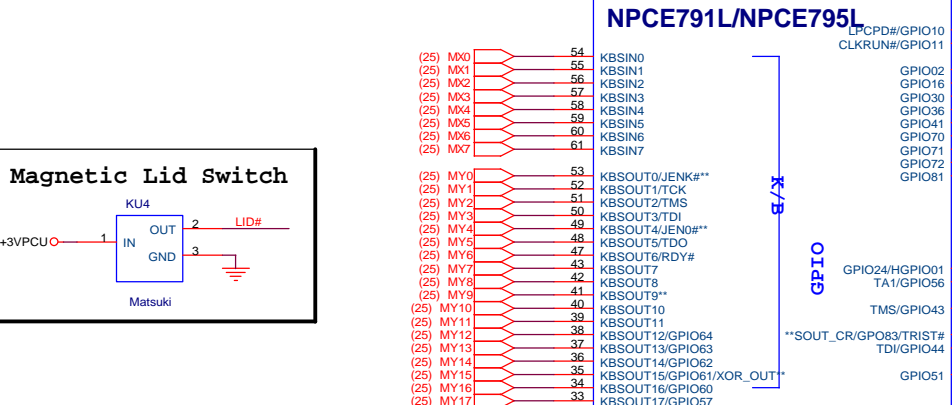 NPCE791L/NPCE795L
LPCPD#/GPIO10
CLKRUN#/GPIO11
(25) MX0 54 KBSIN0
(25) MX1 55 KBSIN1 GPIO02
(25) MX2 56 KBSIN2 GPIO16
(25) MX3 57 KBSIN3 GPIO30
(25) MX4 58 KBSIN4 GPIO36
(25) MX5 59 KBSIN5 GPIO41
(25) MX6 60 KBSIN6 GPIO70
(25) MX7 61 KBSIN7 GPIO71
GPIO72
(25) MY0 53 KBSOUT0/JENK#** GPIO81
(25) MY1 52 KBSOUT1/TCK
(25) MY2 51 KBSOUT2/TMS
(25) MY3 50 KBSOUT3/TDI
(25) MY4 49 KBSOUT4/JEN0#**
(25) MY5 48 KBSOUT5/TDO
(25) MY6 47 KBSOUT6/RDY#
(25) MY7 43 KBSOUT7 GPIO24/HGPIO01
(25) MY8 42 KBSOUT8 TA1/GPIO56
(25) MY9 41 KBSOUT9**
(25) MY10 40 KBSOUT10 TMS/GPIO43
(25) MY11 39 KBSOUT11
(25) MY12 38 KBSOUT12/GPIO64 **SOUT_CR/GPO83/TRIST#
(25) MY13 37 KBSOUT13/GPIO63 TDI/GPIO44
(25) MY14 36 KBSOUT14/GPIO62
(25) MY15 35 KBSOUT15/GPIO61/XOR_OUT** GPIO51
(25) MY16 34 KBSOUT16/GPIO60
(25) MY17 33 KBSOUT17/GPIO57
K/B
GPIO
Magnetic Lid Switch
KU4
OUT 2 LID#
+3VPCU 1 IN
GND 3
Matsuki